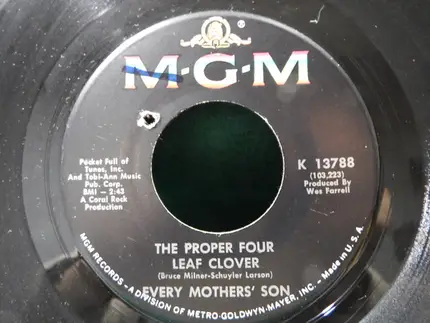 ®
M-G-M
Pocket Full of
Tunes, Inc.
And Tobi-Ann Music
Pub. Corp.
BMI - 2:43
A Coral Rock
Production
K 13788
(103,223)
Produced By
Wes Farrell
THE PROPER FOUR
LEAF CLOVER
(Bruce Milner-Schuyler Larson)
EVERY MOTHERS' SON
MGM RECORDS - A DIVISION OF METRO-GOLDWYN-MAYER, INC. - Made in U.S.A.